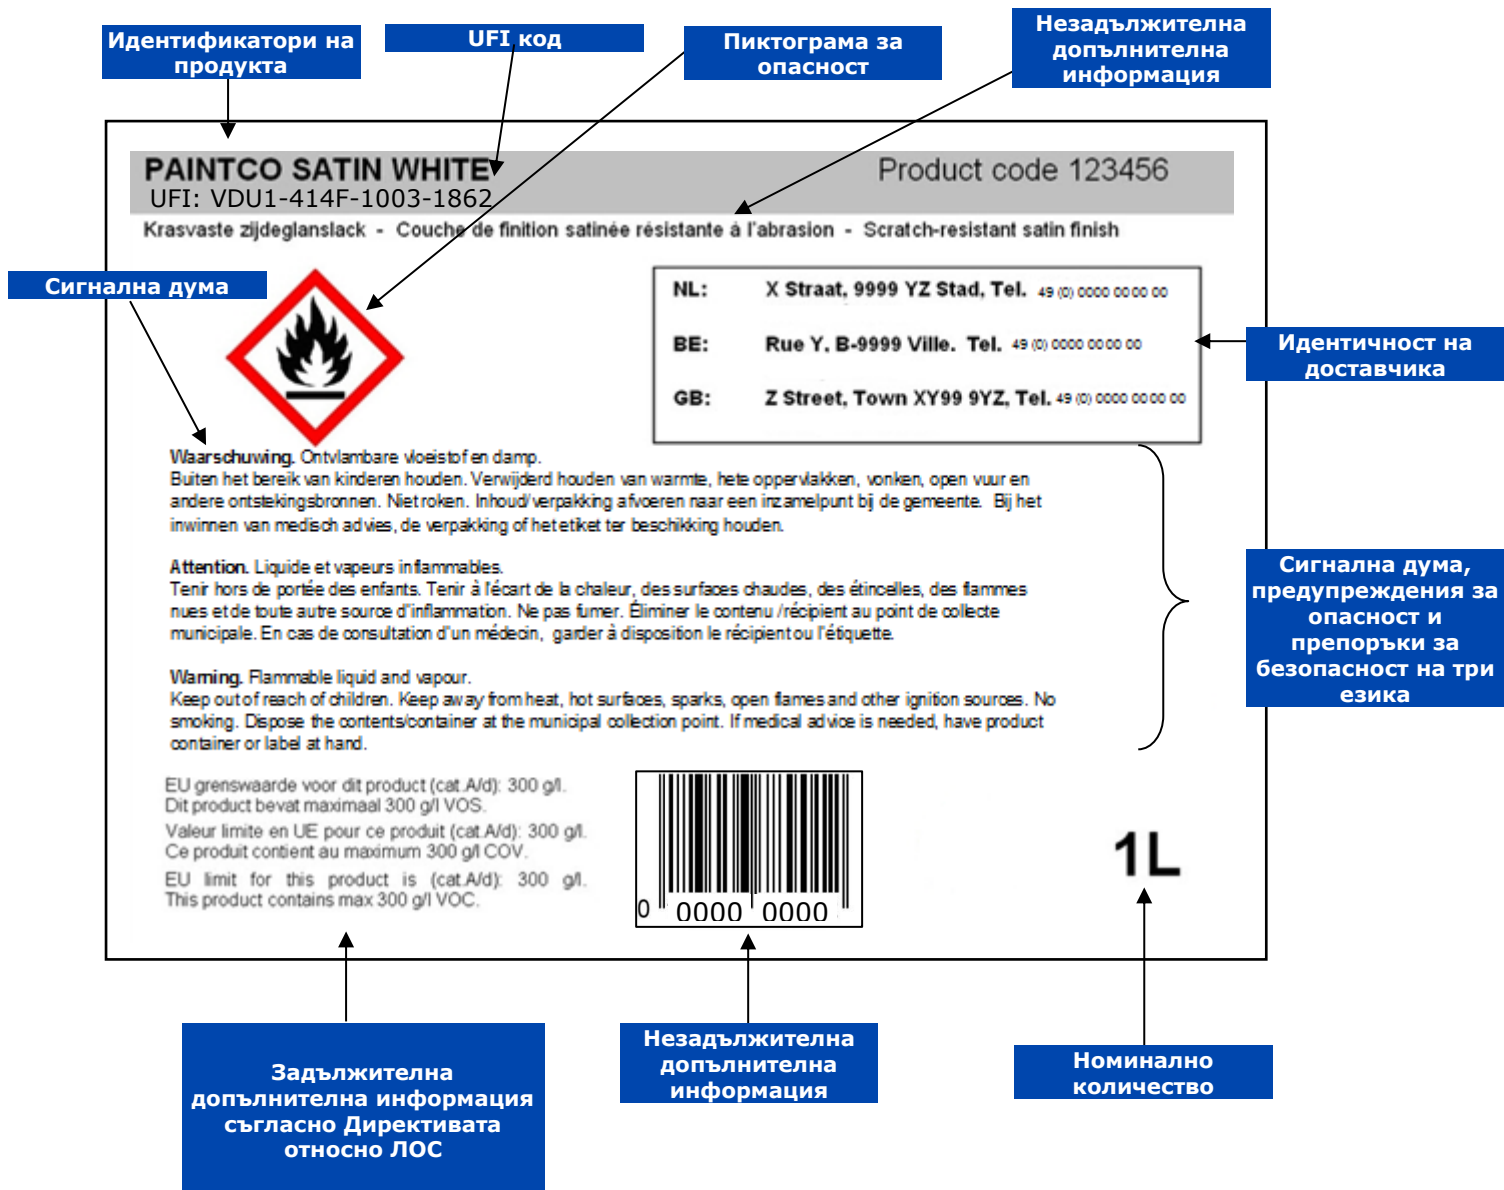 Идентификатори на
продукта
UFI код
Пиктограма за
опасност
Незадължителна
допълнителна
информация
PAINTCO SATIN WHITE
Product code 123456
UFI: VDU1-414F-1003-1862
Krasvaste zijdeglanslack - Couche de finition satinée résistante à l'abrasion - Scratch-resistant satin finish
Сигнална дума
NL: X Straat, 9999 YZ Stad, Tel. 49 (0) 0000 00 00 00
BE: Rue Y, B-9999 Ville. Tel. 49 (0) 0000 00 00 00
GB: Z Street, Town XY99 9YZ, Tel. 49 (0) 0000 00 00 00
Идентичност на
доставчика
Waarschuwing. Ontvlambare vloeistof en damp.
Buiten het bereik van kinderen houden. Verwijderd houden van warmte, hete oppervlakken, vonken, open vuur en
andere ontstekingsbronnen. Niet roken. Inhoud/verpakking afvoeren naar een inzamelpunt bij de gemeente. Bij het
inwinnen van medisch advies, de verpakking of het etiket ter beschikking houden.
Attention. Liquide et vapeurs inflammables.
Tenir hors de portée des enfants. Tenir à l'écart de la chaleur, des surfaces chaudes, des étincelles, des flammes
nues et de toute autre source d'inflammation. Ne pas fumer. Éliminer le contenu /récipient au point de collecte
municipale. En cas de consultation d'un médecin, garder à disposition le récipient ou l'étiquette.
Warning. Flammable liquid and vapour.
Keep out of reach of children. Keep away from heat, hot surfaces, sparks, open flames and other ignition sources. No
smoking. Dispose the contents/container at the municipal collection point. If medical advice is needed, have product
container or label at hand.
Сигнална дума,
предупреждения за
опасност и
препоръки за
безопасност на три
езика
EU grenswaarde voor dit product (cat.A/d): 300 g/l.
Dit product bevat maximaal 300 g/l VOS.
Valeur limite en UE pour ce produit (cat.A/d): 300 g/l.
Ce produit contient au maximum 300 g/l COV.
EU limit for this product is (cat.A/d): 300 g/l.
This product contains max 300 g/l VOC.
0 0000 0000
1L
Задължителна
допълнителна информация
съгласно Директивата
относно ЛОС
Незадължителна
допълнителна
информация
Номинално
количество